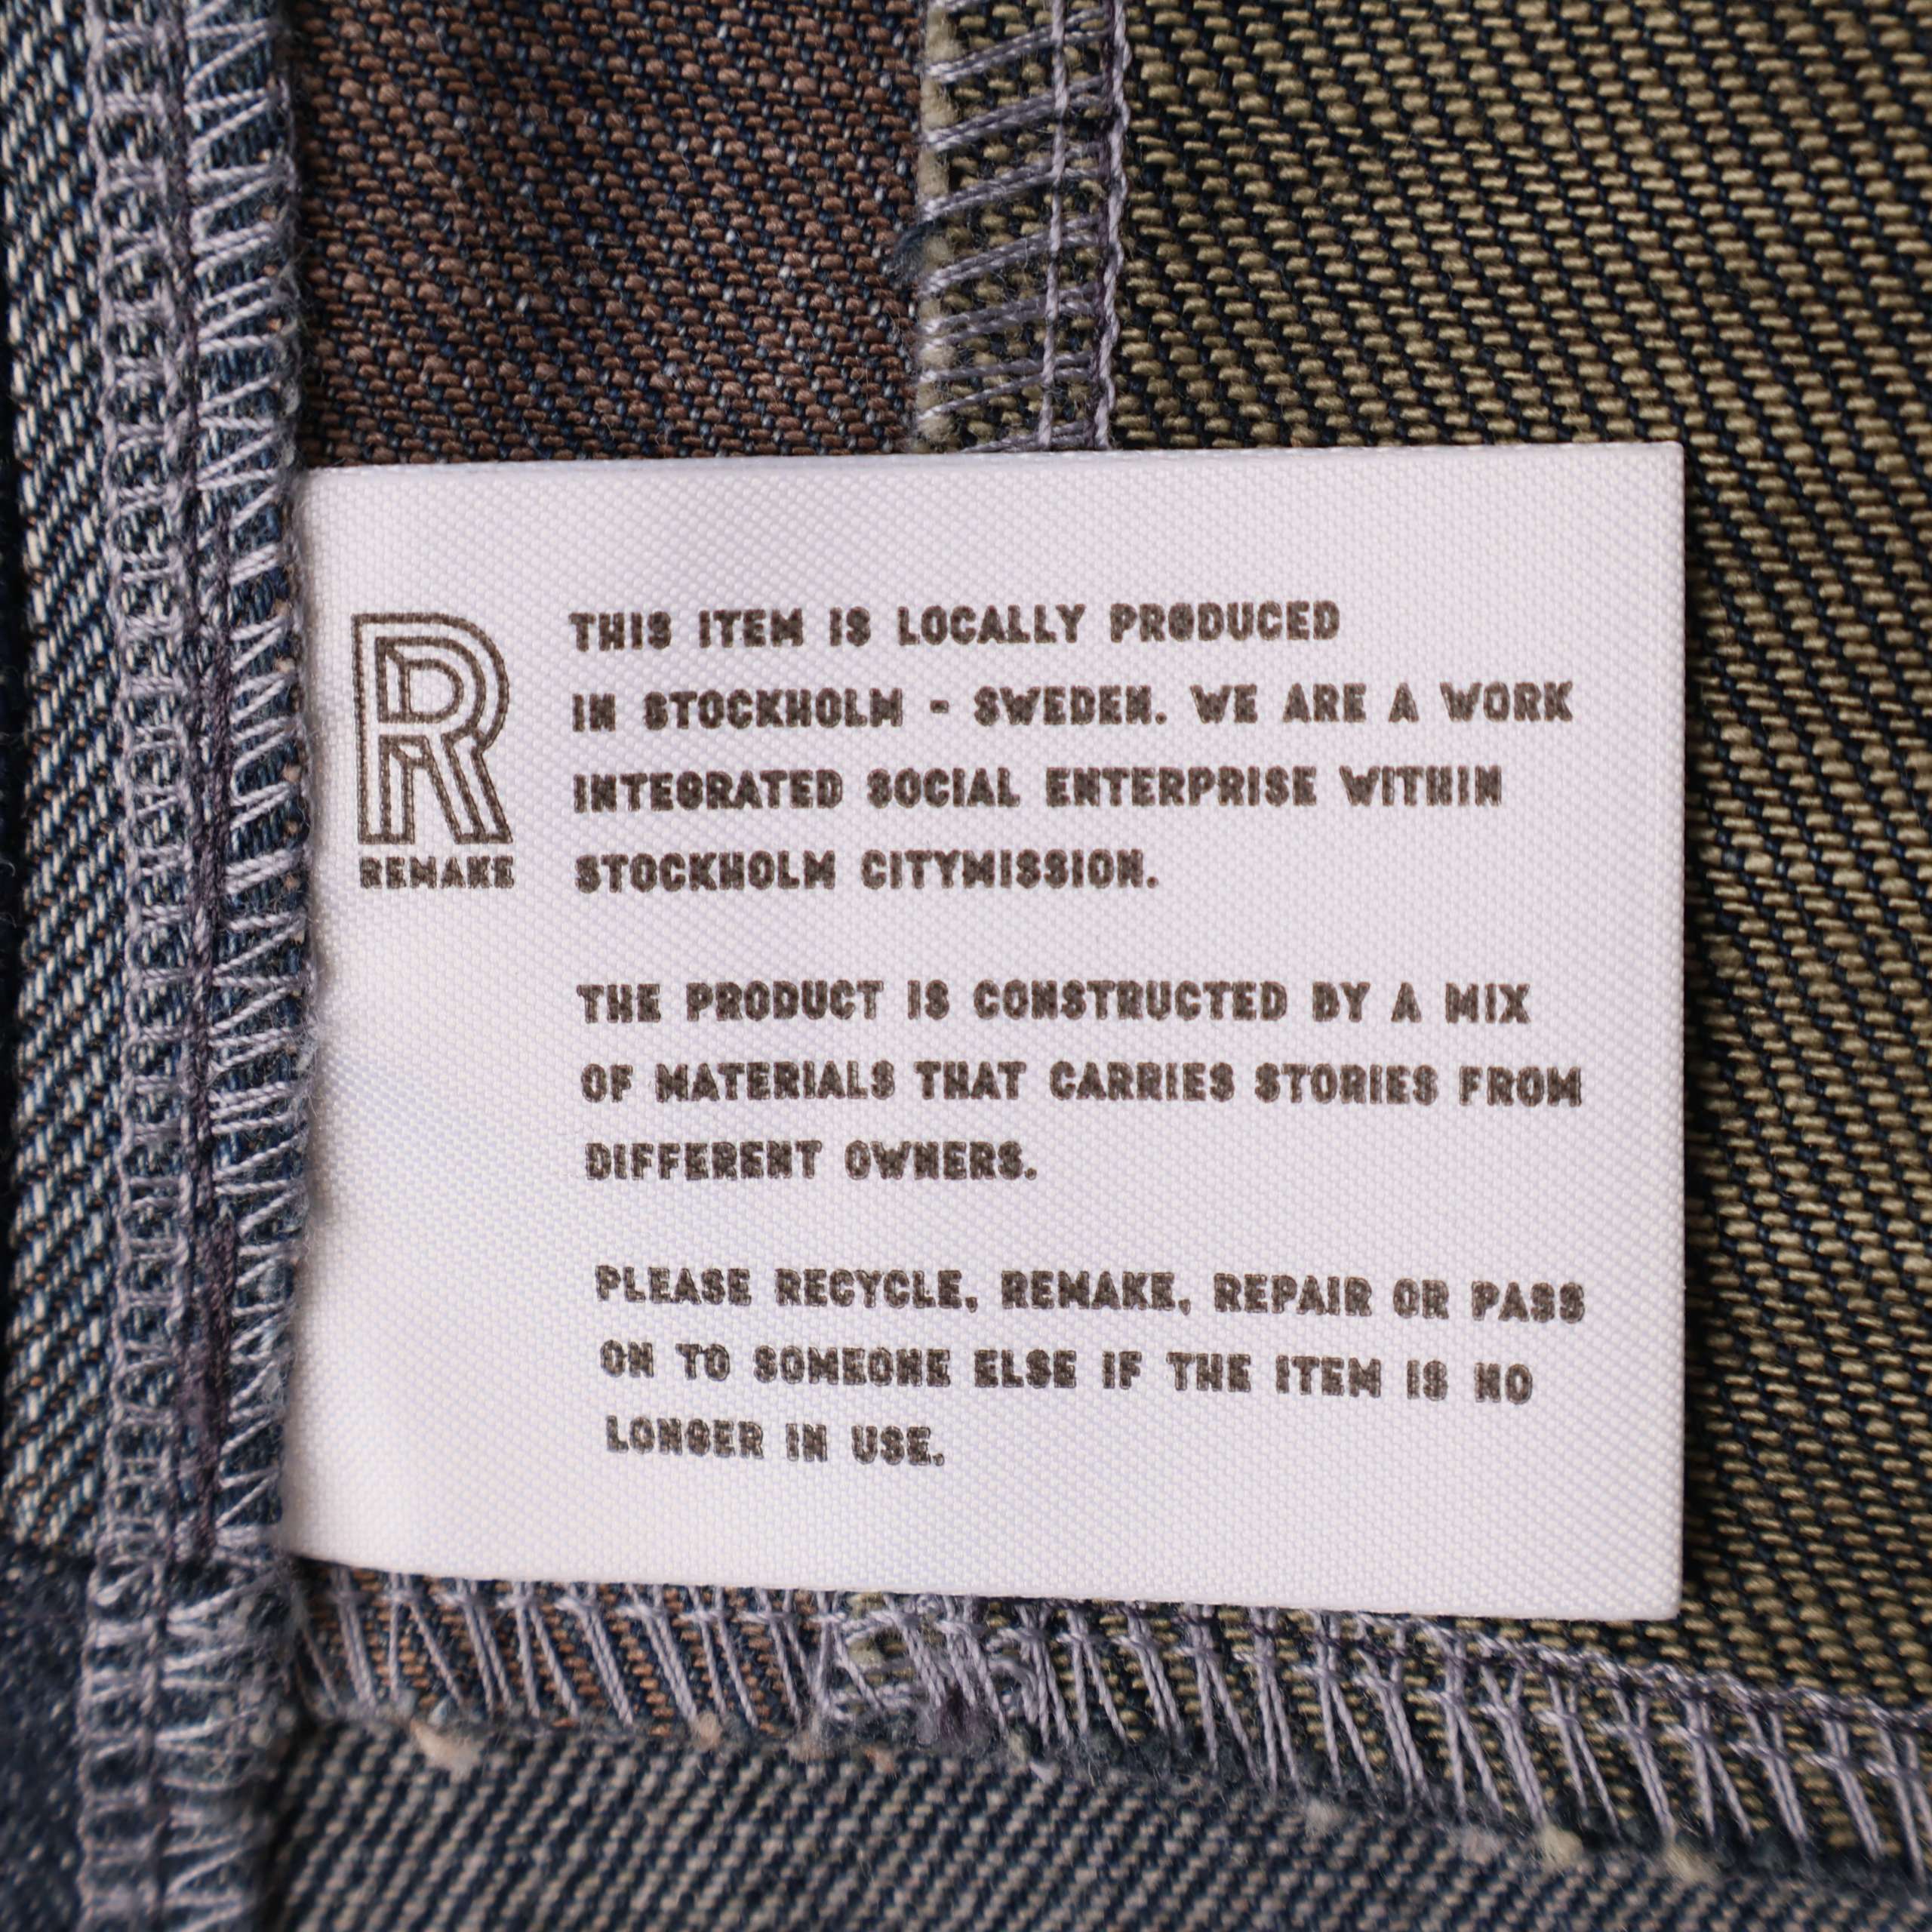 R
REMAKE
THIS ITEM IS LOCALLY PRODUCED
IN STOCKHOLM - SWEDEN. WE ARE A WORK
INTEGRATED SOCIAL ENTERPRISE WITHIN
STOCKHOLM CITYMISSION.
THE PRODUCT IS CONSTRUCTED BY A MIX
OF MATERIALS THAT CARRIES STORIES FROM
DIFFERENT OWNERS.
PLEASE RECYCLE, REMAKE, REPAIR OR PASS
ON TO SOMEONE ELSE IF THE ITEM IS NO
LONGER IN USE.